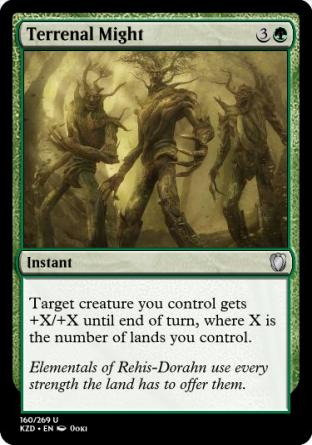 Terrenal Might 3
Instant
Target creature you control gets
+X/+X until end of turn, where X is
the number of lands you control.
Elementals of Rehis-Dorahn use every
strength the land has to offer them.
160/269 U
KZD • EN OOKI